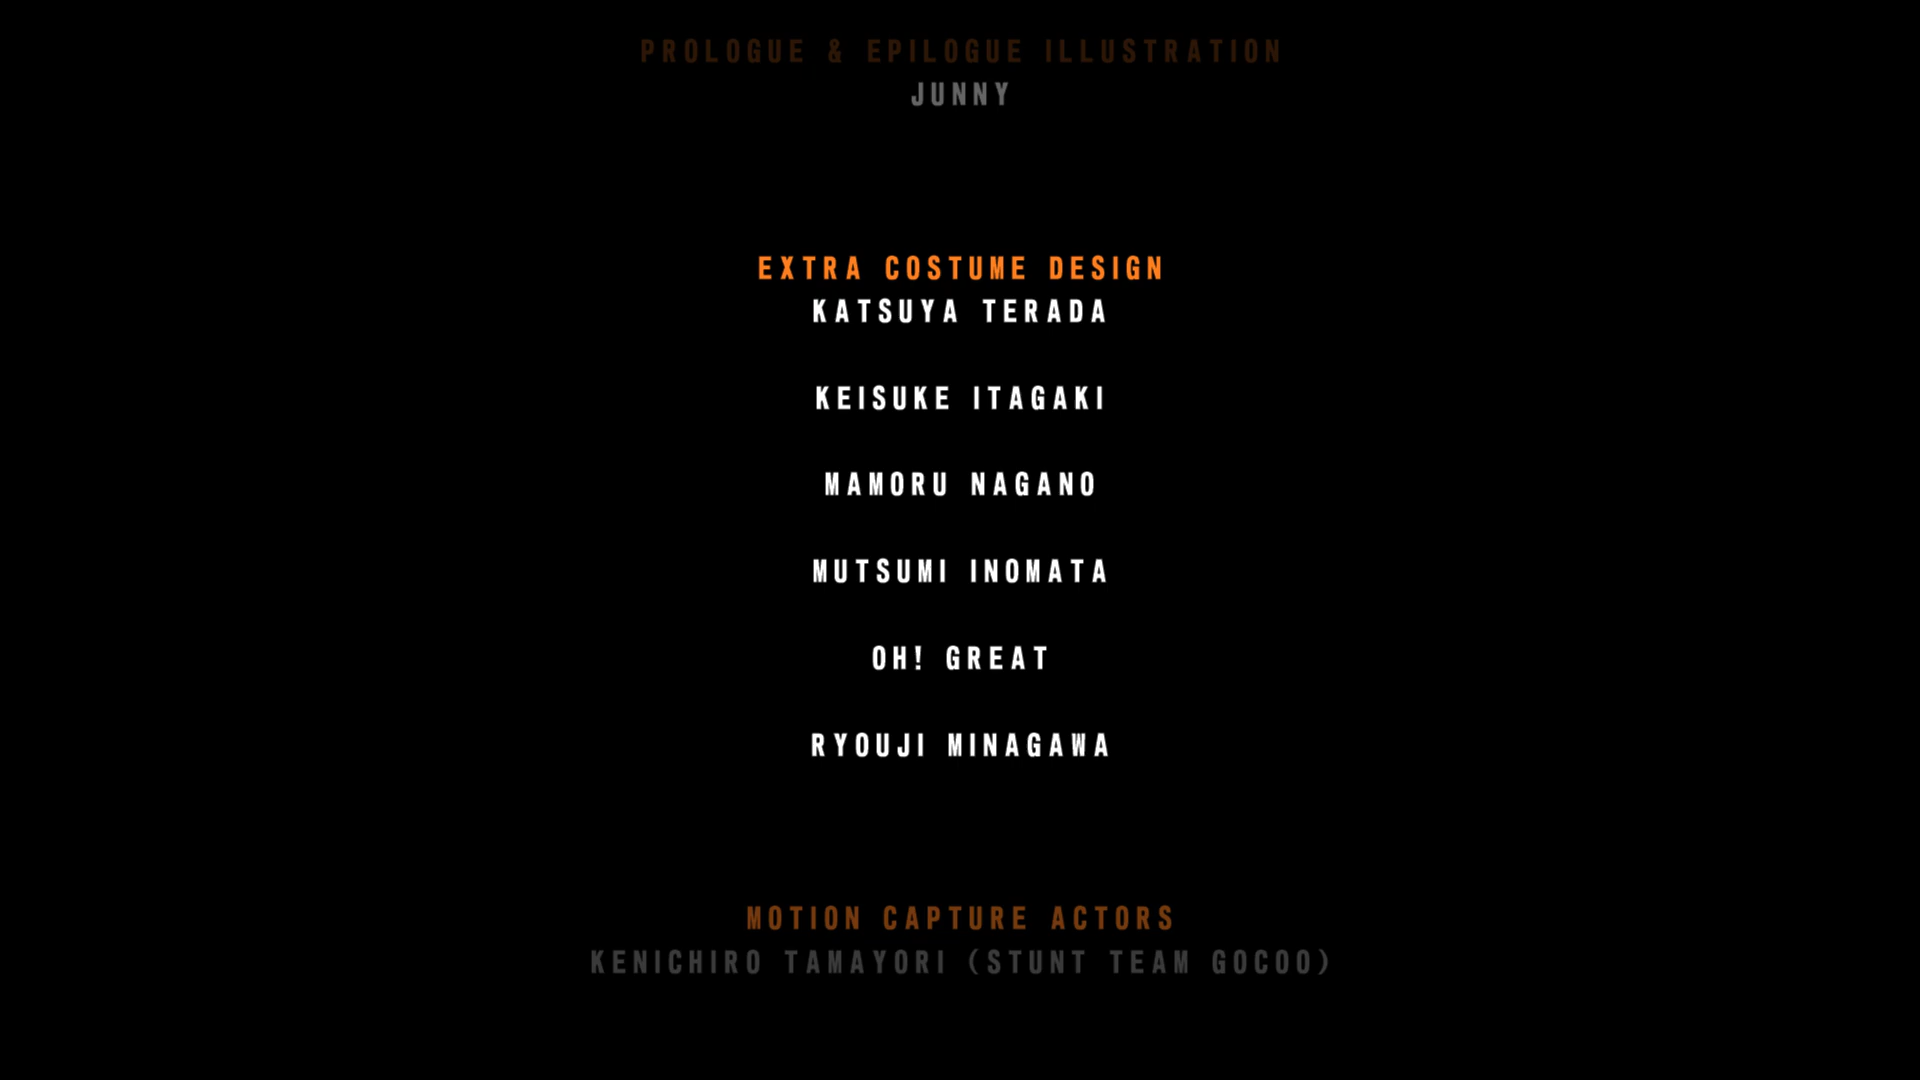 PROLOGUE & EPILOGUE ILLUSTRATION
JUNNY
EXTRA COSTUME DESIGN
KATSUYA TERADA
KEISUKE ITAGAKI
MAMORU NAGANO
MUTSUMI INOMATA
OH! GREAT
RYOUJI MINAGAWA
MOTION CAPTURE ACTORS
KENICHIRO TAMAYORI (STUNT TEAM GOCOO)